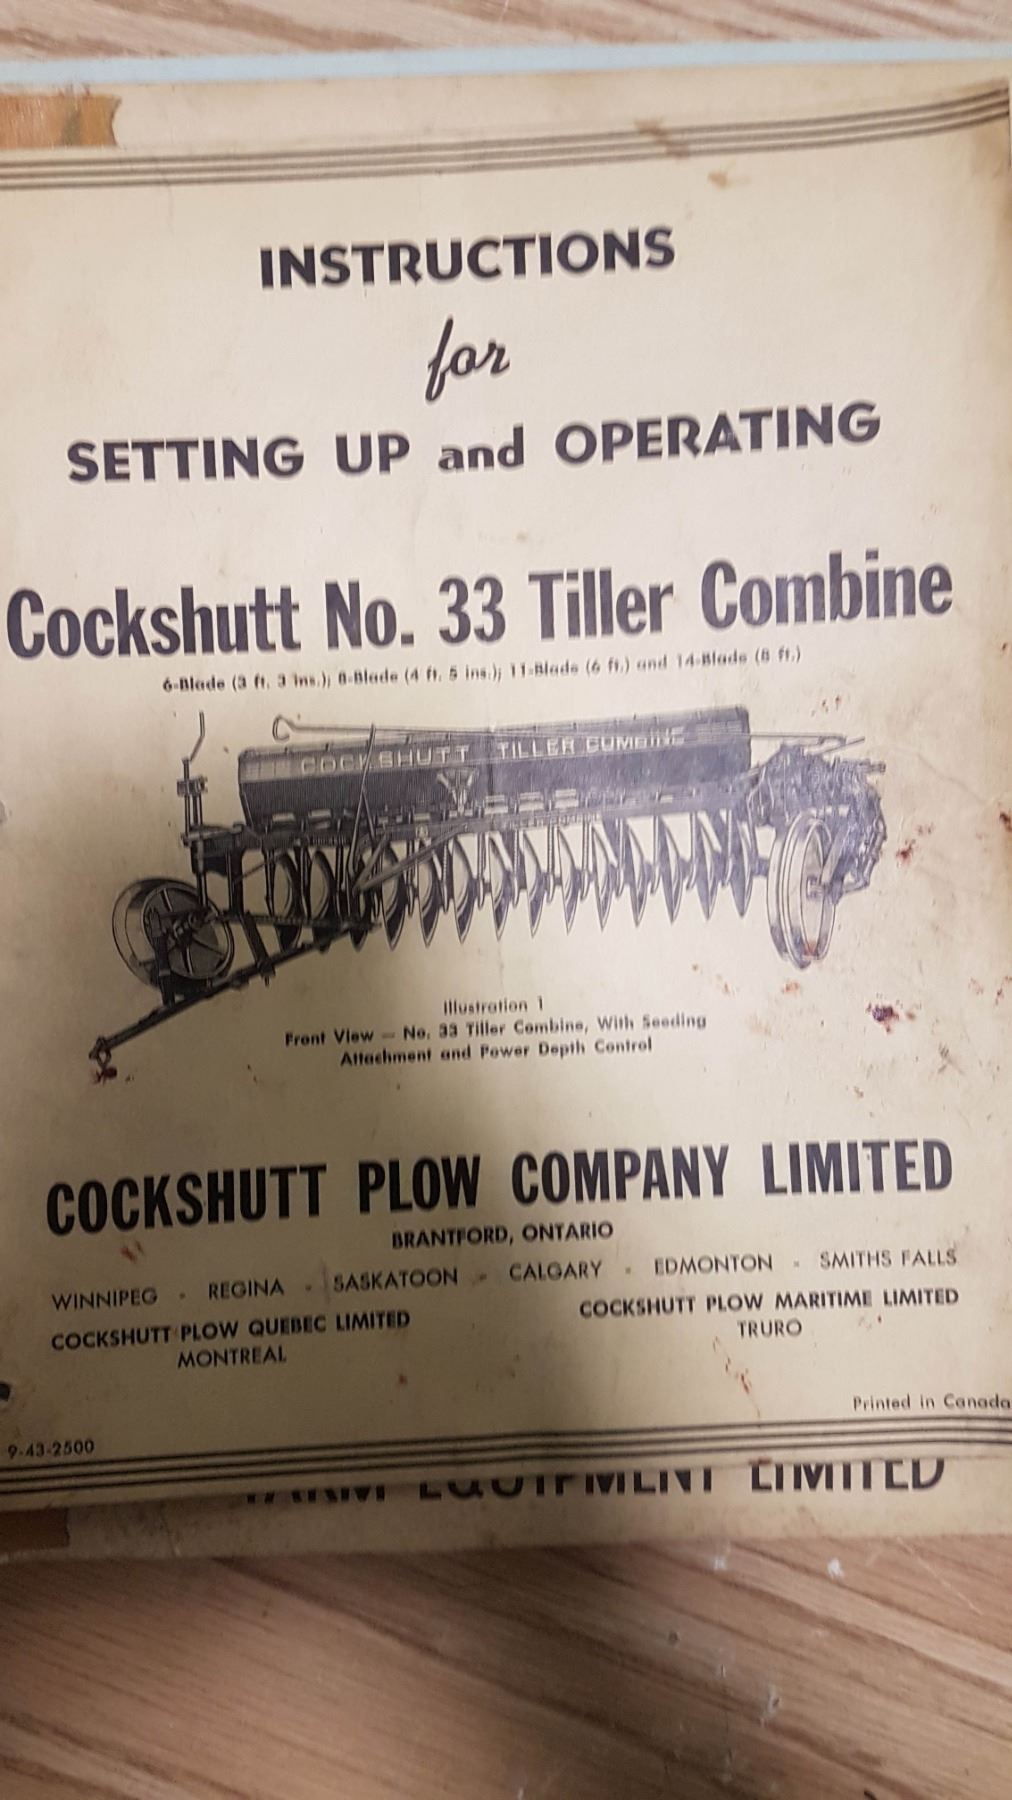 INSTRUCTIONS
for
SETTING UP and OPERATING
Cockshutt No. 33 Tiller Combine
6-Blade (3 ft. 3 ins.); 8-Blade (4 ft. 5 ins.); 11-Blade (6 ft.) and 14-Blade (8 ft.)
COCKSHUTT TILLER COMBINE
Illustration 1
Front View — No. 33 Tiller Combine, With Seeding
Attachment and Power Depth Control
COCKSHUTT PLOW COMPANY LIMITED
BRANTFORD, ONTARIO
WINNIPEG - REGINA - SASKATOON - CALGARY - EDMONTON - SMITHS FALLS
COCKSHUTT PLOW QUEBEC LIMITED
MONTREAL
COCKSHUTT PLOW MARITIME LIMITED
TRURO
Printed in Canada
9-43-2500
FARM EQUIPMENT LIMITED